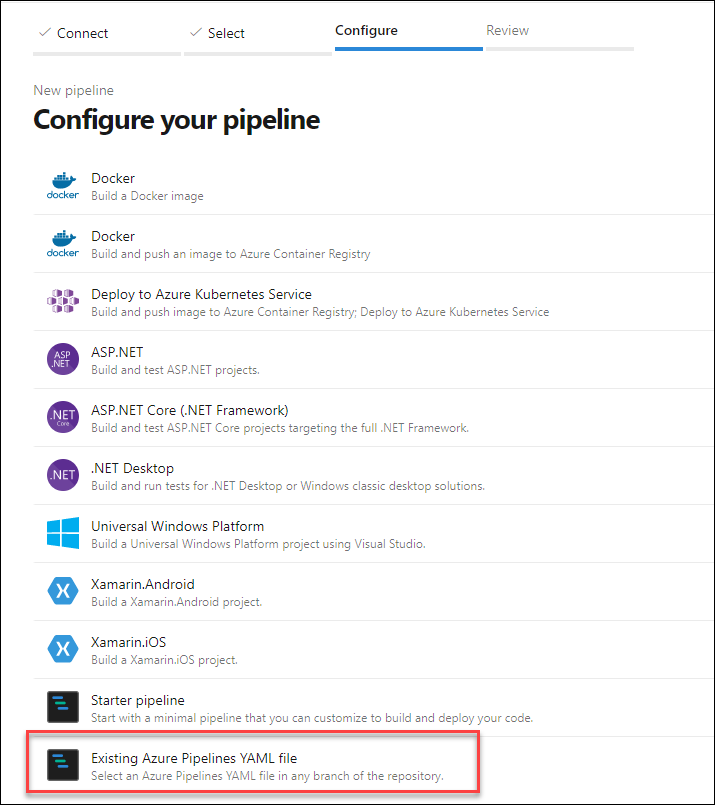 Connect
Select
Configure
Review
New pipeline
Configure your pipeline
docker
Docker
Build a Docker image
docker
Docker
Build and push an image to Azure Container Registry
Deploy to Azure Kubernetes Service
Build and push image to Azure Container Registry; Deploy to Azure Kubernetes Service
ASP
.NET
ASP.NET
Build and test ASP.NET projects.
.NET
Core
ASP.NET Core (.NET Framework)
Build and test ASP.NET Core projects targeting the full .NET Framework.
.NET
.NET Desktop
Build and run tests for .NET Desktop or Windows classic desktop solutions.
Universal Windows Platform
Build a Universal Windows Platform project using Visual Studio.
X
Xamarin.Android
Build a Xamarin.Android project.
X
Xamarin.iOS
Build a Xamarin.iOS project.
Starter pipeline
Start with a minimal pipeline that you can customize to build and deploy your code.
Existing Azure Pipelines YAML file
Select an Azure Pipelines YAML file in any branch of the repository.